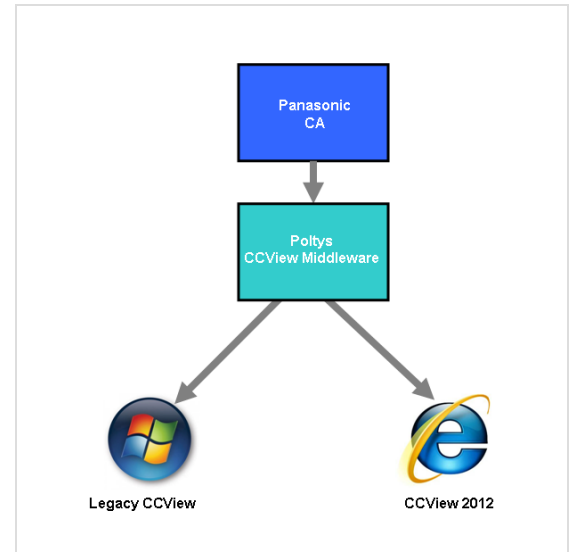 Panasonic
CA
Poltys
CCView Middleware
Legacy CCView
CCView 2012